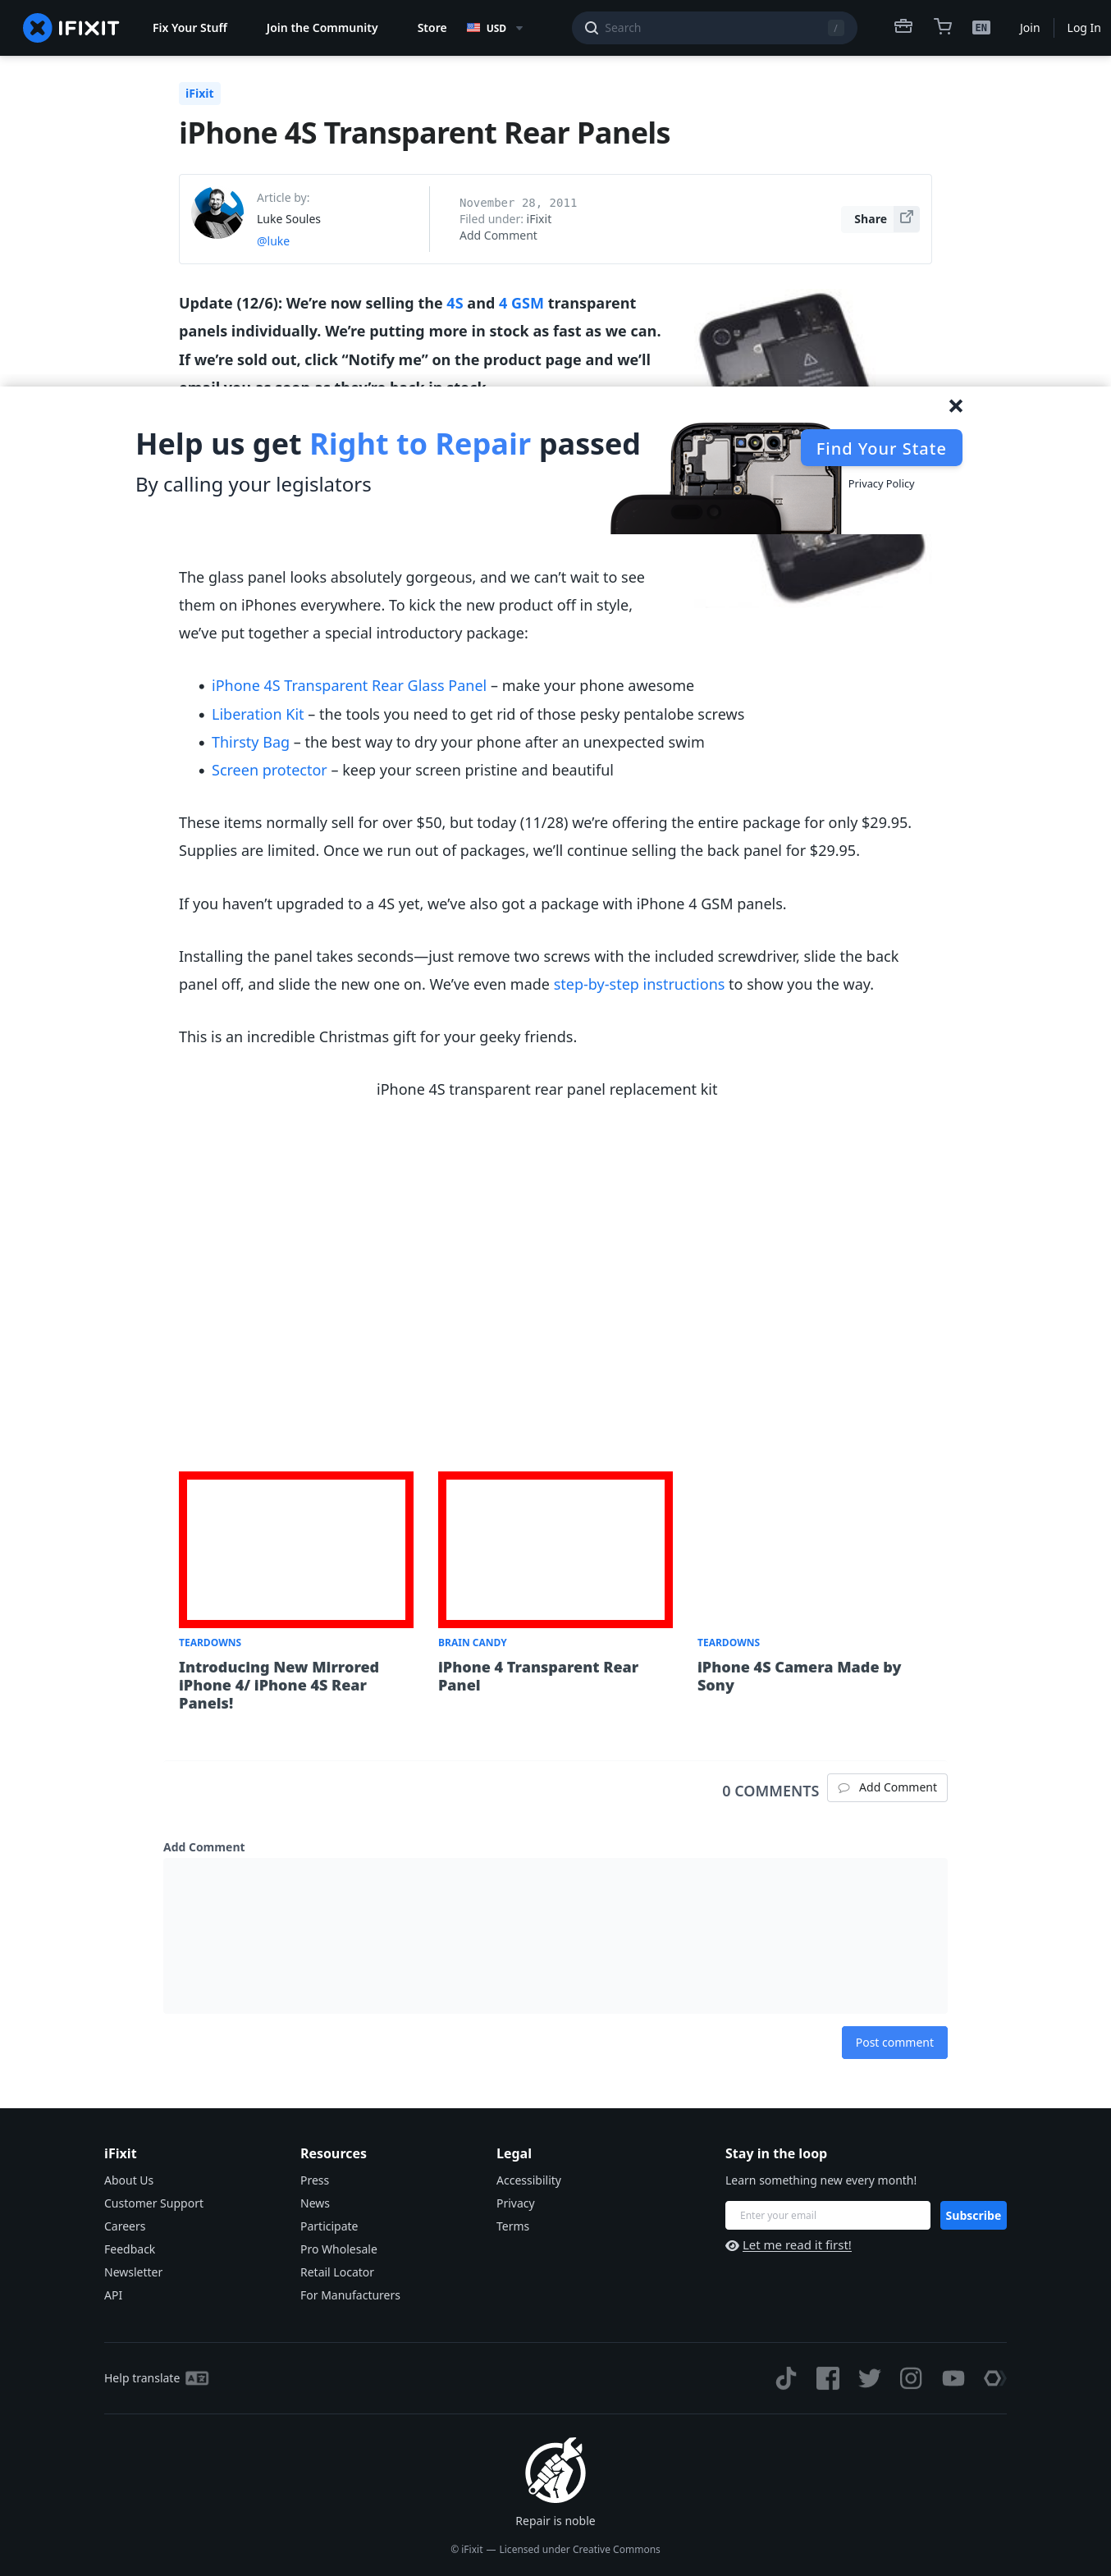 IFIXIT
Fix Your Stuff
Join the Community
Store
USD
Search
/
EN
Join
Log In
iFixit
iPhone 4S Transparent Rear Panels
Article by:
Luke Soules
@luke
November 28, 2011
Filed under: iFixit
Add Comment
Share
Update (12/6): We’re now selling the 4S and 4 GSM transparent
panels individually. We’re putting more in stock as fast as we can.
If we’re sold out, click “Notify me” on the product page and we’ll
email you as soon as they’re back in stock
Help us get Right to Repair passed
By calling your legislators
Find Your State
Privacy Policy
The glass panel looks absolutely gorgeous, and we can’t wait to see
them on iPhones everywhere. To kick the new product off in style,
we’ve put together a special introductory package:
• iPhone 4S Transparent Rear Glass Panel – make your phone awesome
• Liberation Kit – the tools you need to get rid of those pesky pentalobe screws
• Thirsty Bag – the best way to dry your phone after an unexpected swim
• Screen protector – keep your screen pristine and beautiful
These items normally sell for over $50, but today (11/28) we’re offering the entire package for only $29.95.
Supplies are limited. Once we run out of packages, we’ll continue selling the back panel for $29.95.
If you haven’t upgraded to a 4S yet, we’ve also got a package with iPhone 4 GSM panels.
Installing the panel takes seconds—just remove two screws with the included screwdriver, slide the back
panel off, and slide the new one on. We’ve even made step-by-step instructions to show you the way.
This is an incredible Christmas gift for your geeky friends.
iPhone 4S transparent rear panel replacement kit
TEARDOWNS
Introducing New Mirrored
iPhone 4/ iPhone 4S Rear
Panels!
BRAIN CANDY
iPhone 4 Transparent Rear
Panel
TEARDOWNS
iPhone 4S Camera Made by
Sony
0 COMMENTS
Add Comment
Add Comment
Post comment
iFixit
About Us
Customer Support
Careers
Feedback
Newsletter
API
Resources
Press
News
Participate
Pro Wholesale
Retail Locator
For Manufacturers
Legal
Accessibility
Privacy
Terms
Stay in the loop
Learn something new every month!
Enter your email
Subscribe
Let me read it first!
Help translate
Repair is noble
© iFixit — Licensed under Creative Commons